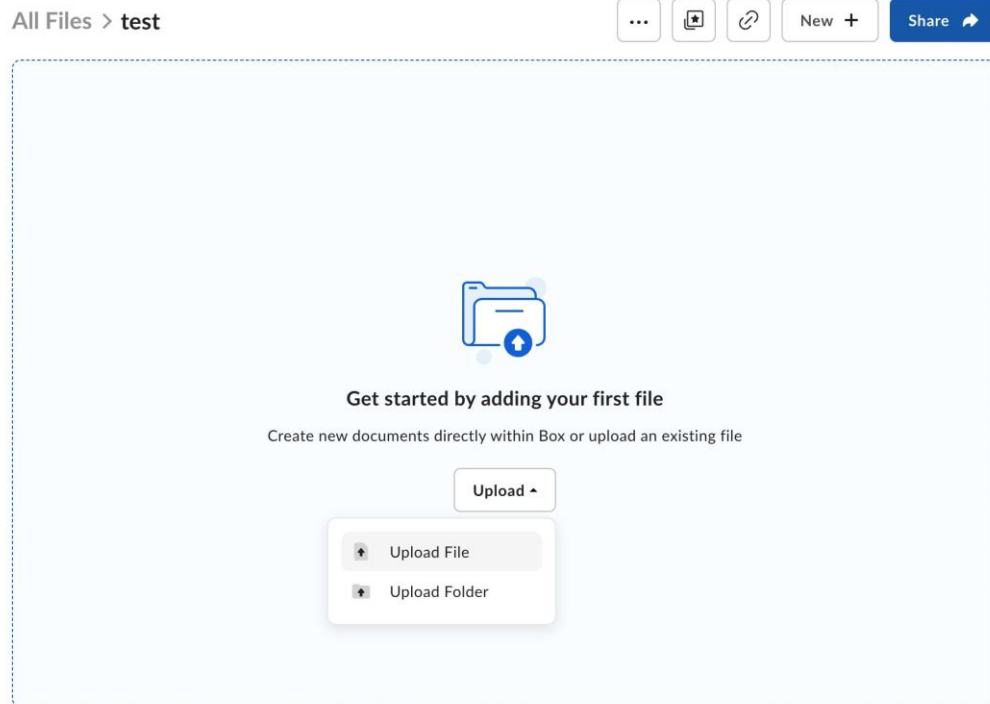 All Files > test
... New + Share
Get started by adding your first file
Create new documents directly within Box or upload an existing file
Upload
Upload File
Upload Folder